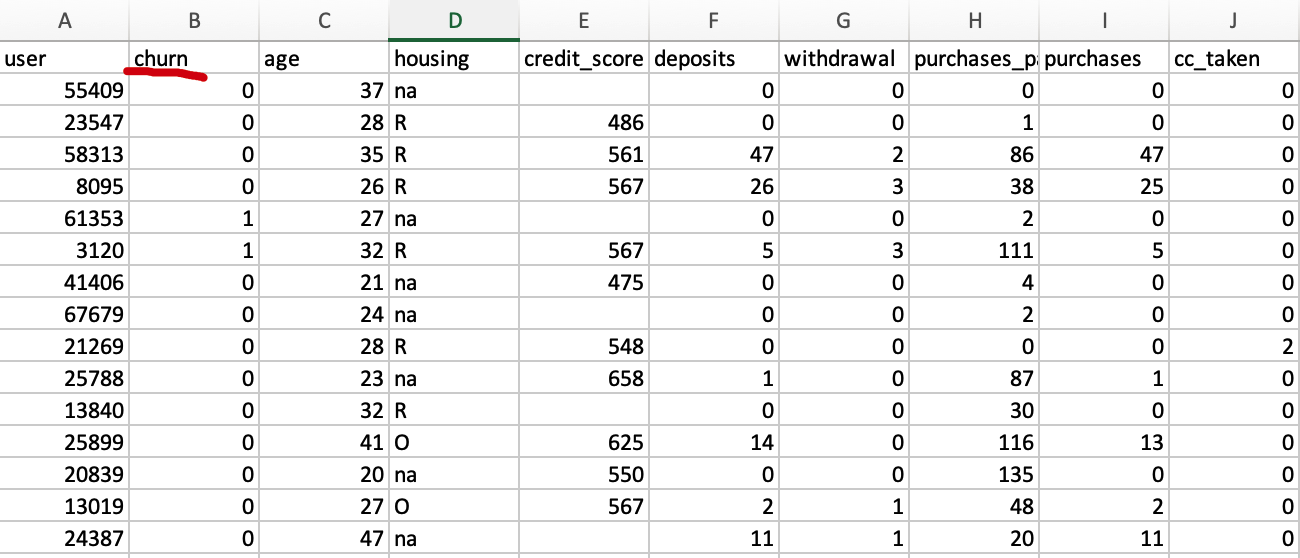 A B C D E F G H I J
user churn age housing credit_score deposits withdrawal purchases_pa purchases cc_taken
55409 0 37 na 0 0 0 0 0
23547 0 28 R 486 0 0 1 0 0
58313 0 35 R 561 47 2 86 47 0
8095 0 26 R 567 26 3 38 25 0
61353 1 27 na 0 0 2 0 0
3120 1 32 R 567 5 3 111 5 0
41406 0 21 na 475 0 0 4 0 0
67679 0 24 na 0 0 2 0 0
21269 0 28 R 548 0 0 0 0 2
25788 0 23 na 658 1 0 87 1 0
13840 0 32 R 0 0 30 0 0
25899 0 41 O 625 14 0 116 13 0
20839 0 20 na 550 0 0 135 0 0
13019 0 27 O 567 2 1 48 2 0
24387 0 47 na 11 1 20 11 0